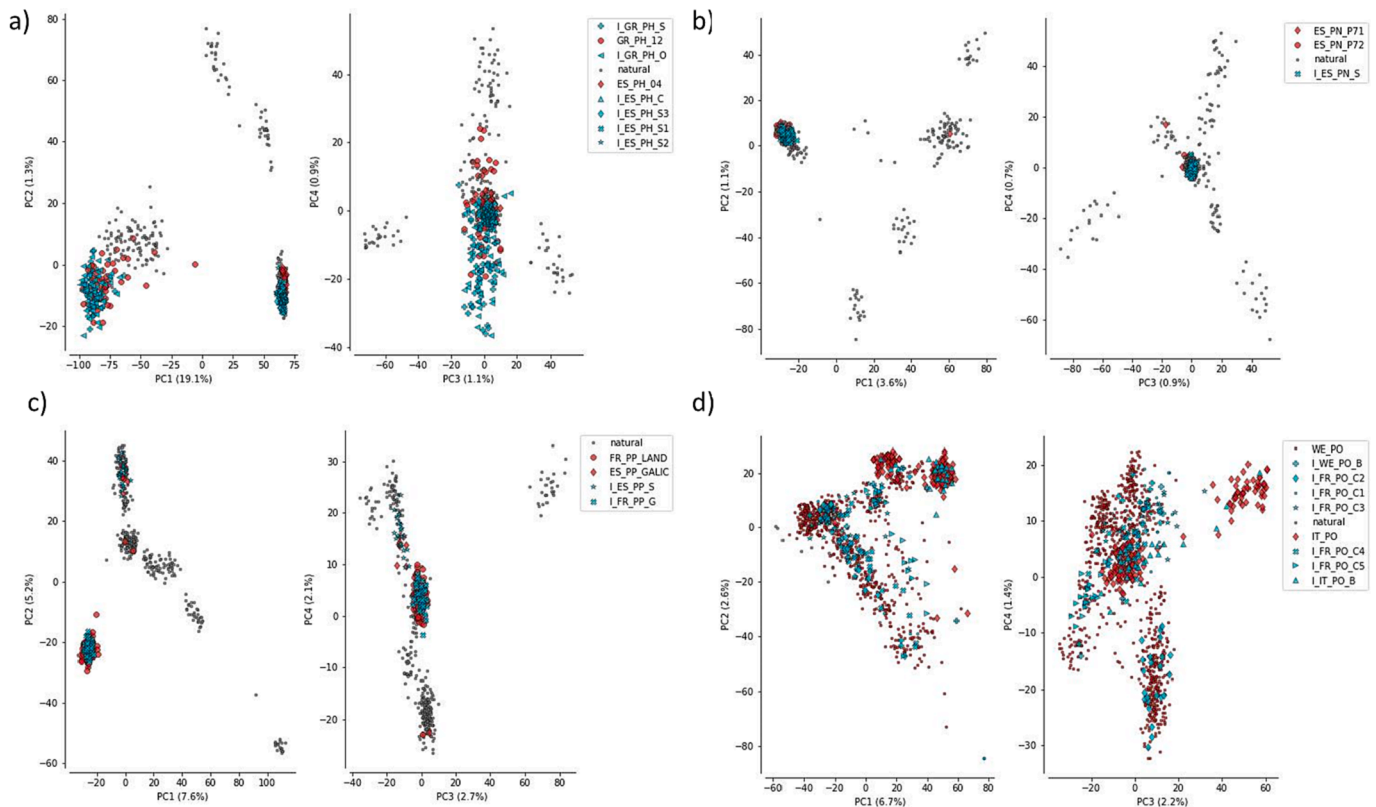 a)
80
60
40
20
0
−20
PC2 (1.3%)
−100 −75 −50 −25 0 25 50 75
PC1 (19.1%)
40
20
0
−20
−40
PC4 (0.9%)
−60 −40 −20 0 20 40
PC3 (1.1%)
I_GR_PH_S
GR_PH_12
I_GR_PH_O
natural
ES_PH_04
I_ES_PH_C
I_ES_PH_S3
I_ES_PH_S1
I_ES_PH_S2
b)
40
20
0
−20
−40
−60
−80
PC2 (1.1%)
−20 0 20 40 60 80
PC1 (3.6%)
40
20
0
−20
−40
−60
PC4 (0.7%)
−80 −60 −40 −20 0 20 40
PC3 (0.9%)
ES_PN_P71
ES_PN_P72
natural
I_ES_PN_S
c)
40
20
0
−20
−40
−60
PC2 (5.2%)
−20 0 20 40 60 80 100
PC1 (7.6%)
30
20
10
0
−10
−20
PC4 (2.1%)
−40 −20 0 20 40 60 80
PC3 (2.7%)
natural
FR_PP_LAND
ES_PP_GALIC
I_ES_PP_S
I_FR_PP_G
d)
20
0
−20
−40
−60
−80
PC2 (2.6%)
−60 −40 −20 0 20 40 60 80
PC1 (6.7%)
20
10
0
−10
−20
−30
PC4 (1.4%)
−40 −20 0 20 40 60
PC3 (2.2%)
WE_PO
I_WE_PO_B
I_FR_PO_C2
I_FR_PO_C1
I_FR_PO_C3
natural
IT_PO
I_FR_PO_C4
I_FR_PO_C5
I_IT_PO_B